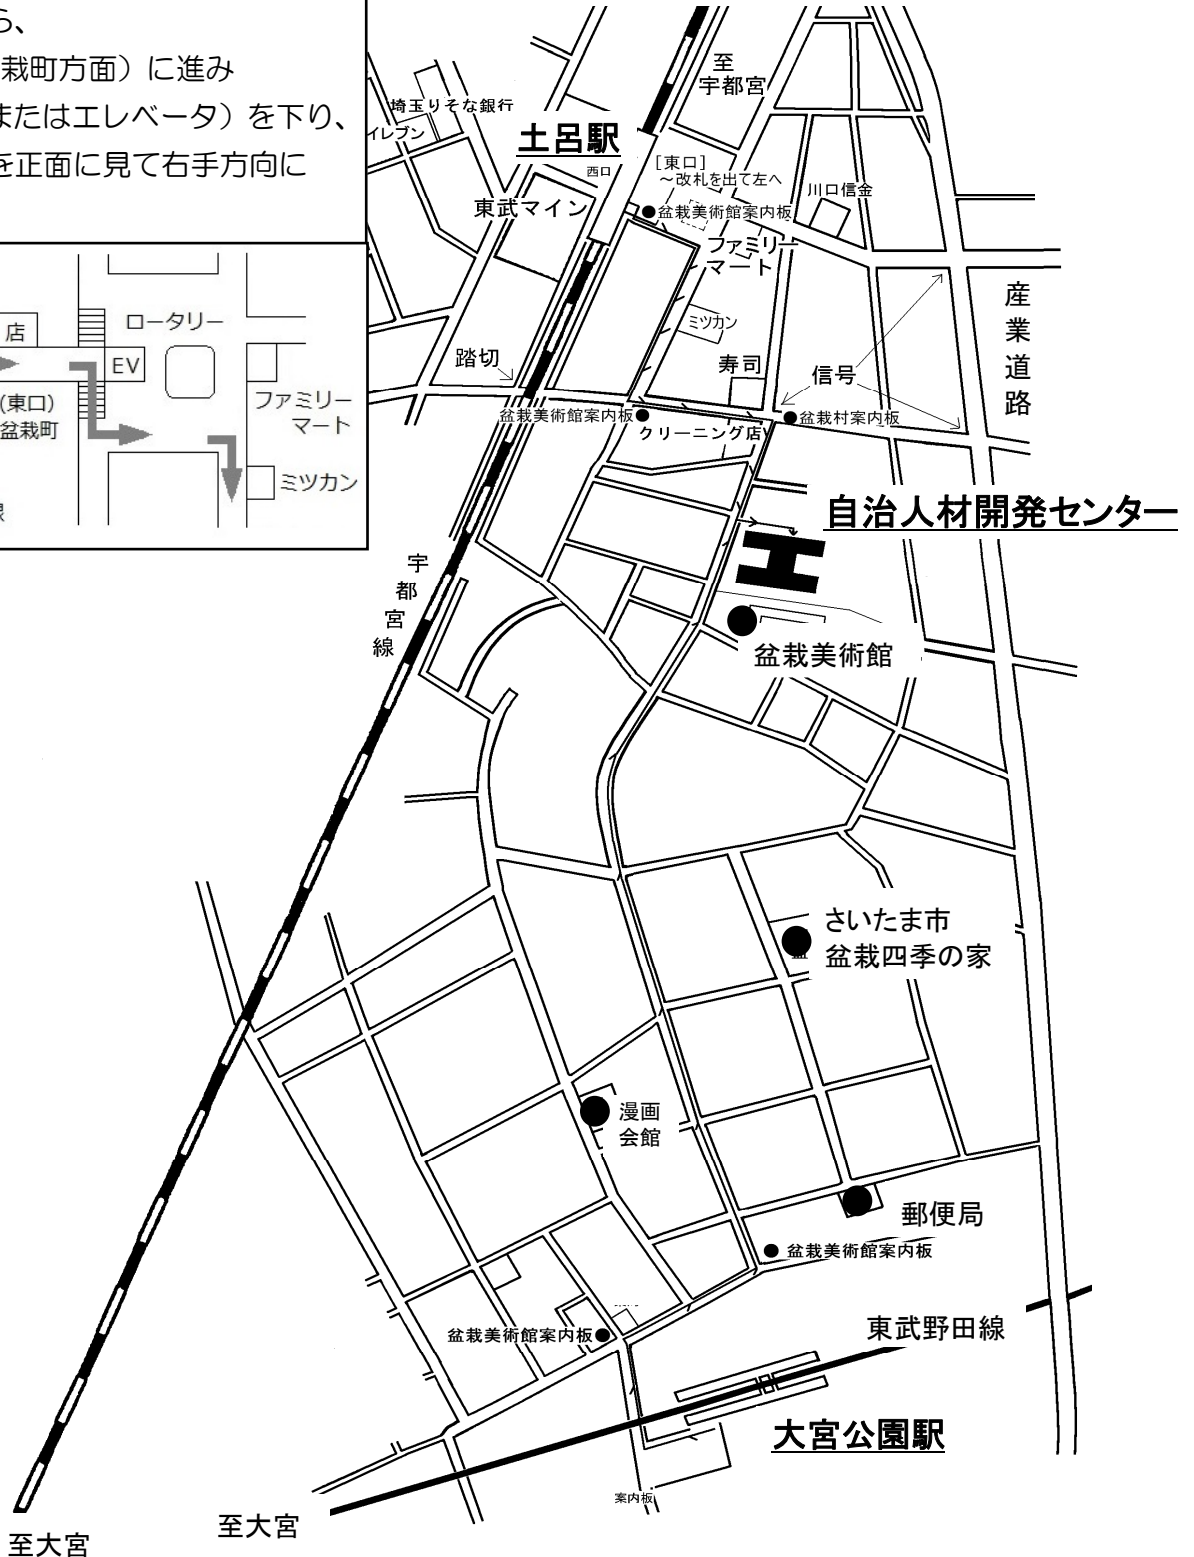 ら、
栽町方面）に進み
またはエレベータ）を下り、
を正面に見て右手方向に
店
ロータリー
EV
(東口)
盆栽町
ファミリー
マート
ミツカン
線
至
宇都宮
埼玉りそな銀行
イレブン
土呂駅
西口
[東口]
～改札を出て左へ
川口信金
東武マイン
盆栽美術館案内板
ファミリー
マート
産業道路
ミツカン
踏切
寿司
信号
盆栽美術館案内板
盆栽村案内板
クリーニング店
自治人材開発センター
宇都宮線
盆栽美術館
さいたま市
盆栽四季の家
漫画
会館
郵便局
盆栽美術館案内板
盆栽美術館案内板
東武野田線
大宮公園駅
案内板
至大宮
至大宮